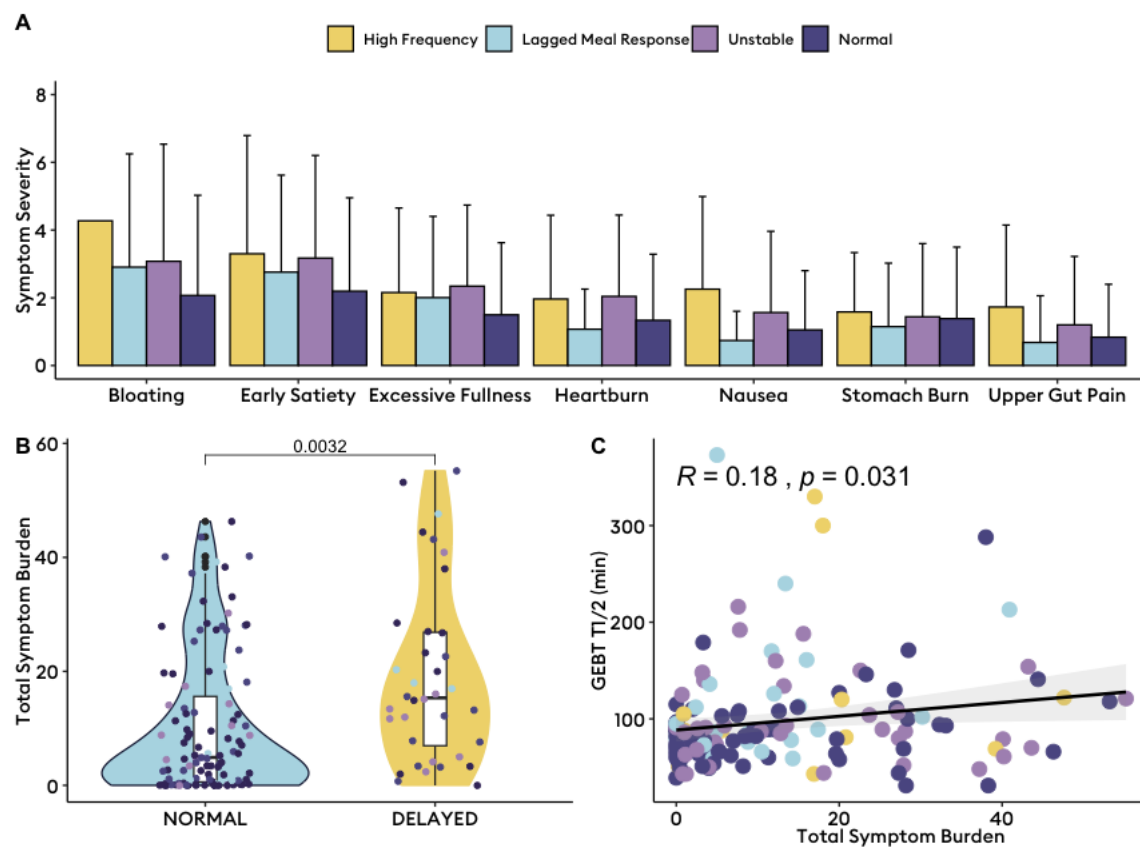 A
High Frequency Lagged Meal Response Unstable Normal
8
6
4
2
0
Symptom Severity
Bloating Early Satiety Excessive Fullness Heartburn Nausea Stomach Burn Upper Gut Pain
B
60
40
20
0
Total Symptom Burden
0.0032
NORMAL DELAYED
C
R = 0.18 , p = 0.031
300
200
100
GEBT T1/2 (min)
0 20 40
Total Symptom Burden